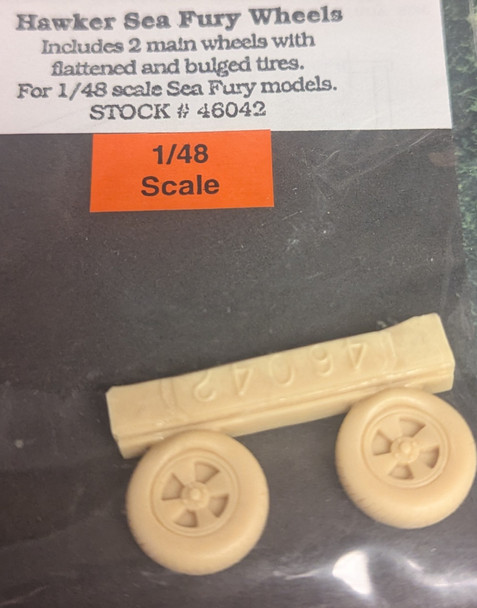 Hawker Sea Fury Wheels
Includes 2 main wheels with
flattened and bulged tires.
For 1/48 scale Sea Fury models.
STOCK # 46042
1/48
Scale
46042